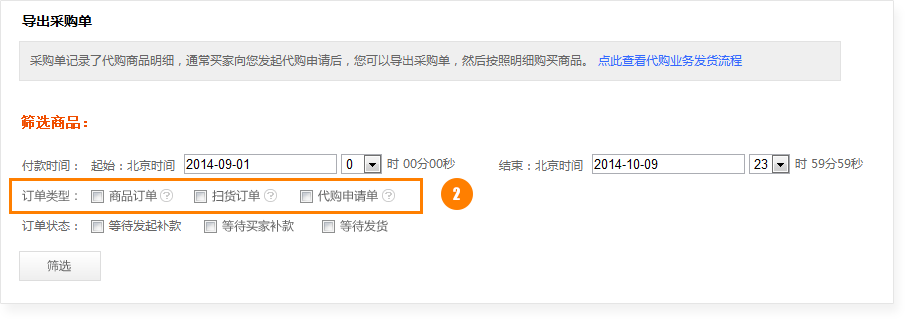 导出采购单
采购单记录了代购商品明细，通常买家向您发起代购申请后，您可以导出采购单，然后按照明细购买商品。 点此查看代购业务发货流程
筛选商品：
付款时间： 起始：北京时间 2014-09-01 0 时 00分00秒 结束：北京时间 2014-10-09 23 时 59分59秒
订单类型： 商品订单 ? 扫货订单 ? 代购申请单 ? 2
订单状态： 等待发起补款 等待买家补款 等待发货
筛选